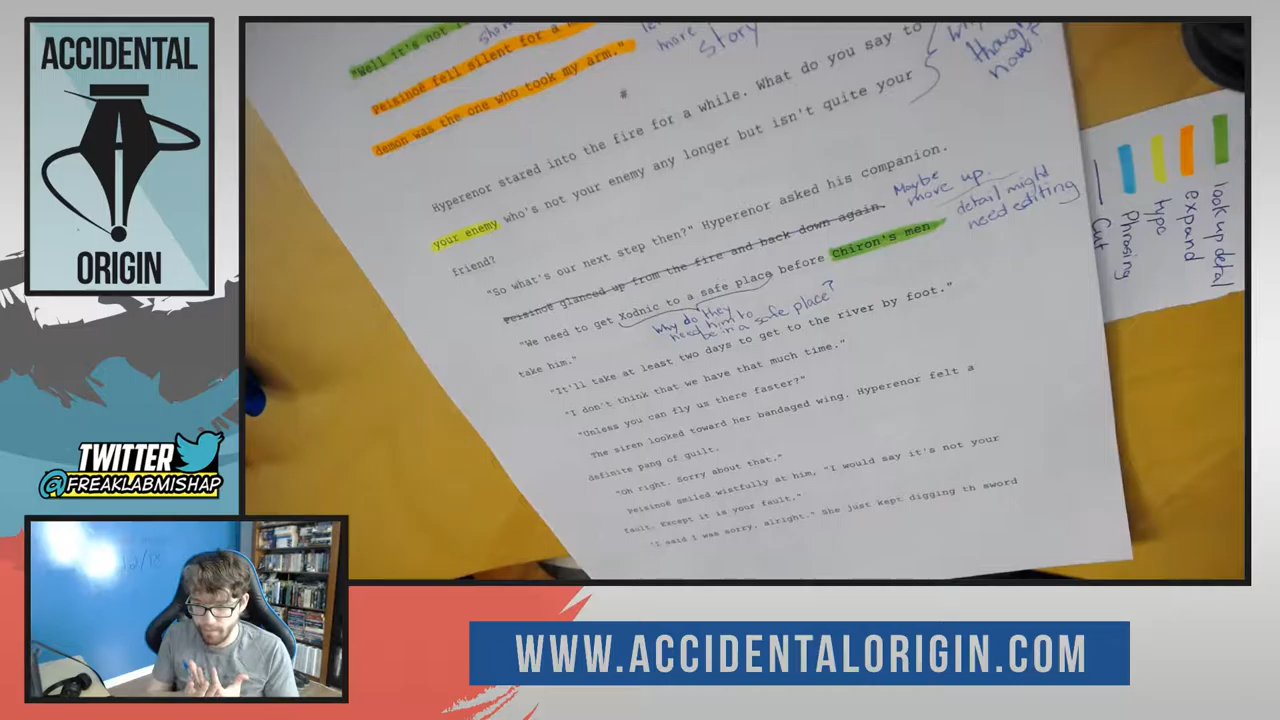 ACCIDENTAL
ORIGIN
TWITTER
@FREAKLABMISHAP
"Well it's not
Peisinoë fell silent for a
demon was the one who took my arm."
more
story
#
Hyperenor stared into the fire for a while. What do you say to
your enemy who's not your enemy any longer but isn't quite your
friend?
though
now?
"So what's our next step then?" Hyperenor asked his companion.
Peisinoë glanced up from the fire and back down again.
Maybe
move up.
detail might
need editing
"We need to get Xodnic to a safe place before Chiron's men
take him."
why do they
need him to
be in a safe place?
"It'll take at least two days to get to the river by foot."
"I don't think that we have that much time."
"Unless you can fly us there faster?"
The siren looked toward her bandaged wing. Hyperenor felt a
definite pang of guilt.
"Oh right. Sorry about that."
Peisinoë smiled wistfully at him. "I would say it's not your
fault. Except it is your fault."
"I said I was sorry, alright." She just kept digging th sword
look up detail
expand
typo
Phrasing
Cut
WWW.ACCIDENTALORIGIN.COM